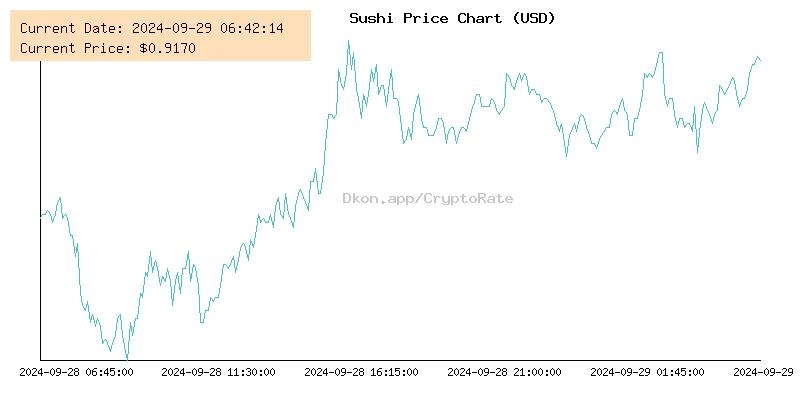 Sushi Price Chart (USD)
Current Date: 2024-09-29 06:42:14
Current Price: $0.9170
Dkon.app/CryptoRate
2024-09-28 06:45:00
2024-09-28 11:30:00
2024-09-28 16:15:00
2024-09-28 21:00:00
2024-09-29 01:45:00
2024-09-29